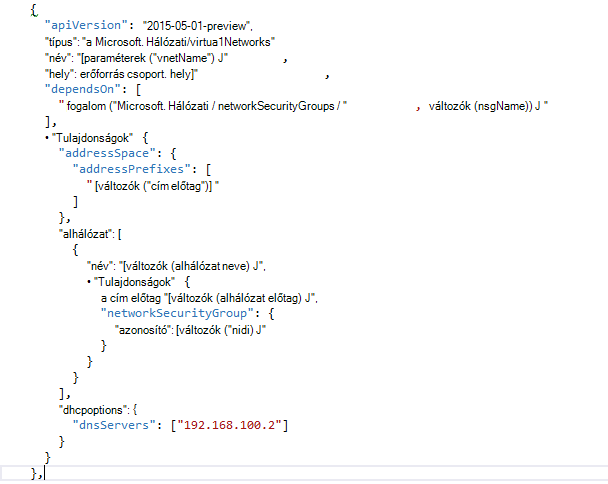 {
"apiVersion": "2015-05-01-preview",
"típus": "a Microsoft. Hálózati/virtua1Networks"
"név": "[paraméterek ("vnetName") J" ,
"hely": erőforrás csoport. hely]" ,
"dependsOn": [
" fogalom ("Microsoft. Hálózati / networkSecurityGroups / " , változók (nsgName)) J "
],
• "Tulajdonságok" {
"addressSpace": {
"addressPrefixes": [
" [változók ("cím előtag")] "
]
},
"alhálózat": [
{
"név": "[változók (alhálózat neve) J",
• "Tulajdonságok" {
a cím előtag "[változók (alhálózat előtag) J",
"networkSecurityGroup": {
"azonosító": [változók ("nidi) J"
}
}
}
],
"dhcpoptions": {
"dnsServers": ["192.168.100.2"]
}
}
},